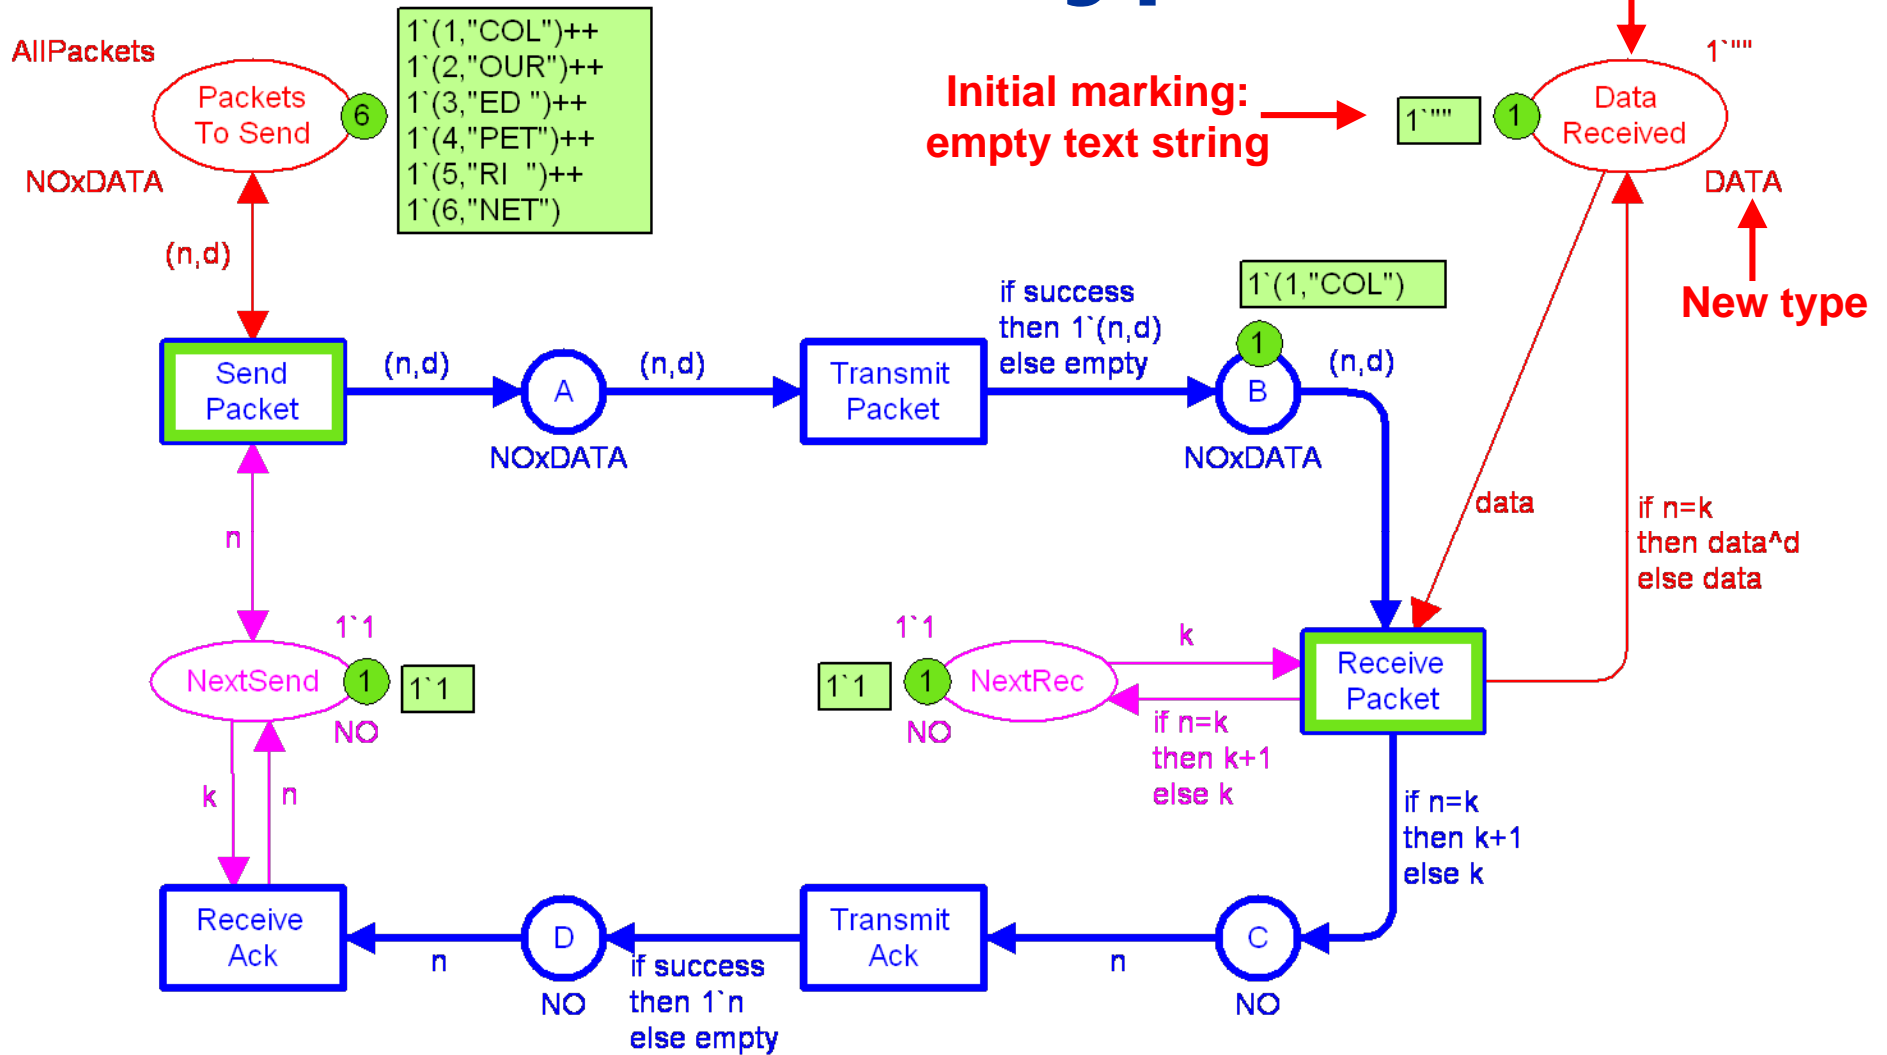 AllPackets
Packets
To Send
6
NOxDATA
1`(1,"COL")++
1`(2,"OUR")++
1`(3,"ED ")++
1`(4,"PET")++
1`(5,"RI  ")++
1`(6,"NET")
Initial marking:
empty text string
1`""
1
Data
Received
1`""
DATA
New type
(n,d)
Send
Packet
(n,d)
A
NOxDATA
(n,d)
Transmit
Packet
if success
then 1`(n,d)
else empty
1`(1,"COL")
1
B
NOxDATA
(n,d)
data
if n=k
then data^d
else data
n
1`1
NextSend
1
1`1
NO
1`1
1`1
1
NextRec
NO
k
if n=k
then k+1
else k
Receive
Packet
if n=k
then k+1
else k
k
n
Receive
Ack
n
D
NO
if success
then 1`n
else empty
Transmit
Ack
n
C
NO